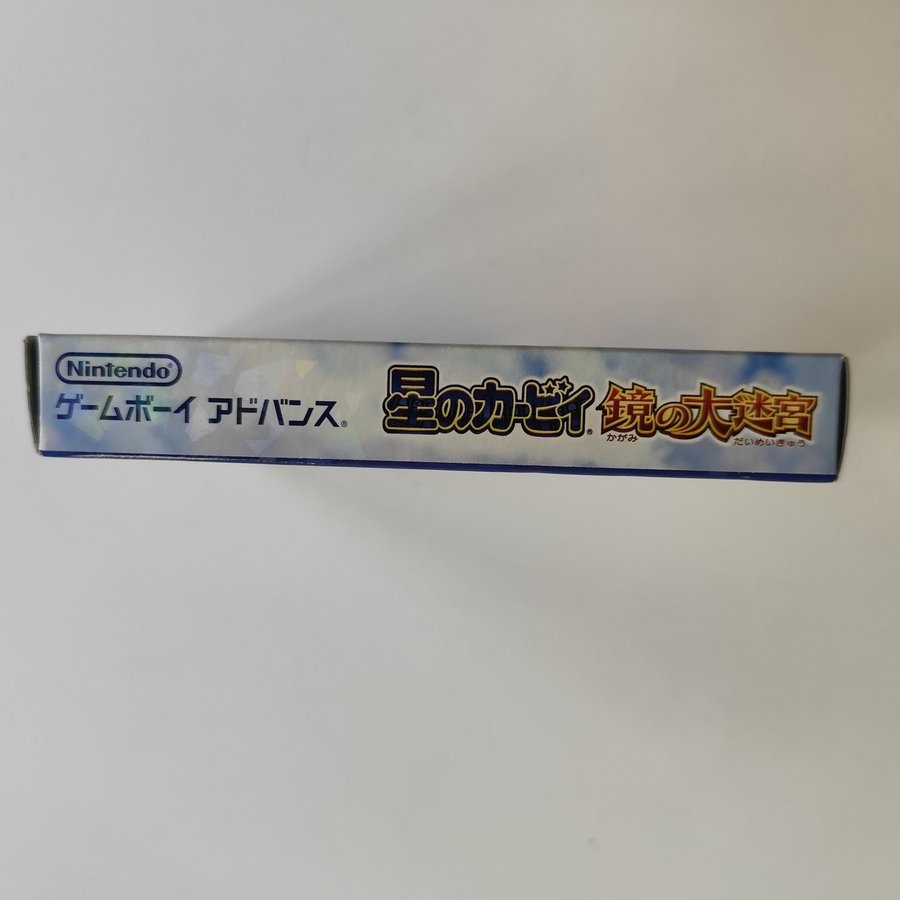 Nintendo®
ゲームボーイ アドバンス®
星のカービィ® 鏡の大迷宮
かがみ だいめいきゅう